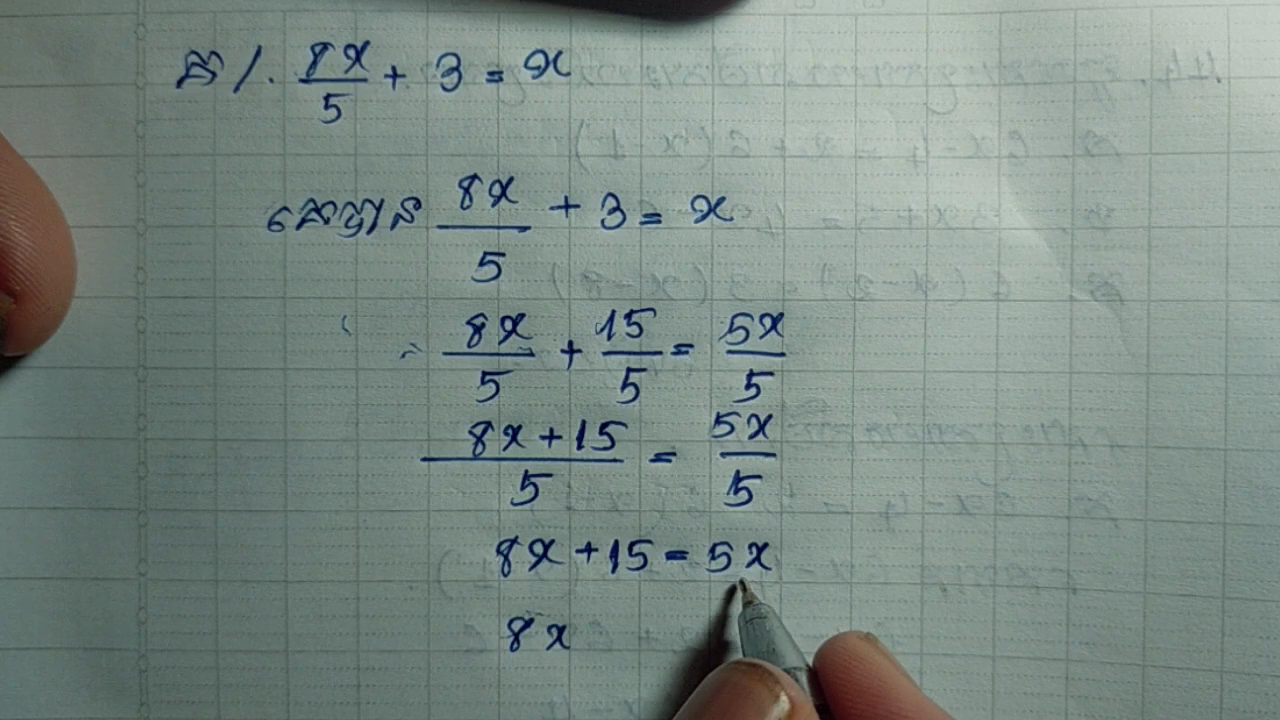 គ/. 8x/5 + 3 = x
គេបាន 8x/5 + 3 = x
8x/5 + 15/5 = 5x/5
8x + 15/5 = 5x/5
8x + 15 = 5x
8x